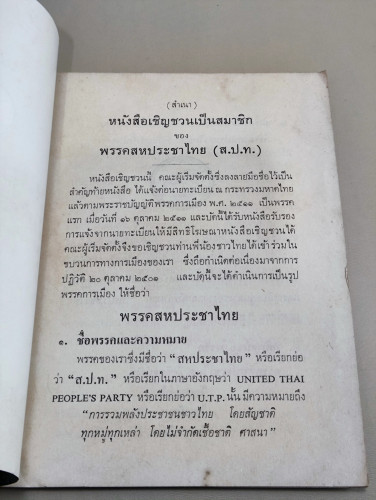 (สำเนา)
หนังสือเชิญชวนเป็นสมาชิก
ของ
พรรคสหประชาไทย (ส.ป.ท.)
หนังสือเชิญชวนนี้ คณะผู้เริ่มจัดตั้งซึ่งลงลายมือชื่อไว้เป็น
สำคัญท้ายหนังสือ ได้แจ้งต่อนายทะเบียน ณ กระทรวงมหาดไทย
แล้วตามพระราชบัญญัติพรรคการเมือง พ.ศ. ๒๕๑๑ เป็นพรรค
แรก เมื่อวันที่ ๑๖ ตุลาคม ๒๕๑๑ และบัดนี้ได้รับหนังสือรับรอง
การแจ้งจากนายทะเบียนให้มีสิทธิโฆษณาหนังสือเชิญชวนได้
คณะผู้เริ่มจัดตั้งจึงขอเชิญชวนท่านพี่น้องชาวไทยได้เข้าร่วมใน
ขบวนการทางการเมืองของเรา ซึ่งถือกำเนิดต่อเนื่องมาจากการ
ปฏิวัติ ๒๐ ตุลาคม ๒๕๐๑ และบัดนี้จะได้ดำเนินการเป็นรูป
พรรคการเมือง ให้ชื่อว่า
พรรคสหประชาไทย
๑. ชื่อพรรคและความหมาย
พรรคของเราซึ่งมีชื่อว่า "สหประชาไทย" หรือเรียกย่อ
ว่า "ส.ป.ท." หรือเรียกในภาษาอังกฤษว่า UNITED THAI
PEOPLE'S PARTY หรือเรียกย่อว่า U.T.P. นั้น มีความหมายถึง
"การรวมพลังประชาชนชาวไทย โดยสัญชาติ
ทุกหมู่ทุกเหล่า โดยไม่จำกัดเชื้อชาติ ศาสนา"